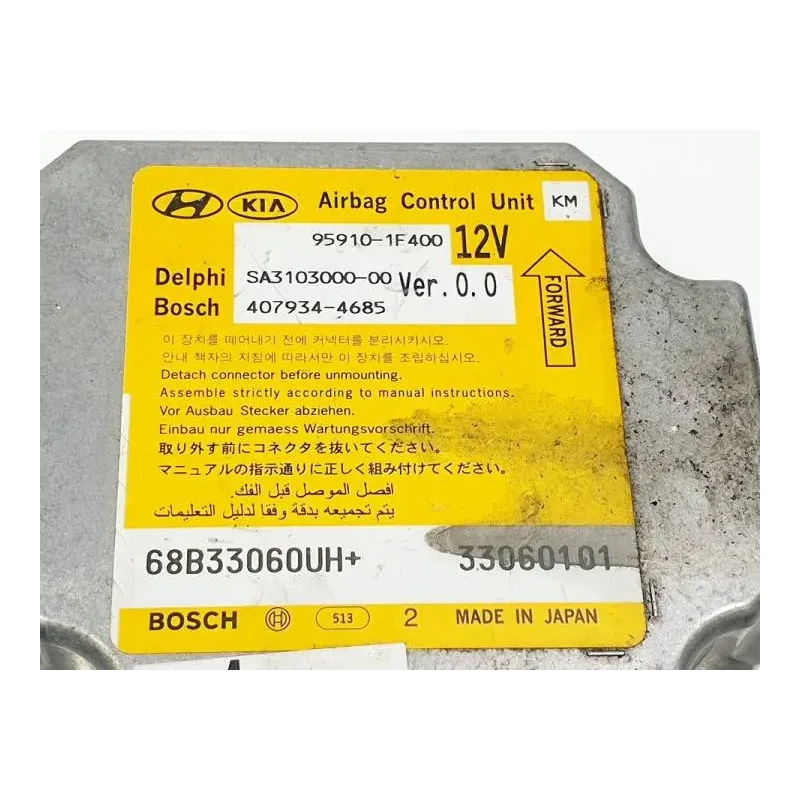 KIA Airbag Control Unit KM
95910-1F400 12V
Delphi SA3103000-00 Ver.0.0
Bosch 407934-4685
FORWARD
이 장치를 떼어내기 전에 커넥터를 분리시키시오.
안내 책자의 지침에 따라서만 이 장치를 조립하십시오.
Detach connector before unmounting.
Assemble strictly according to manual instructions.
Vor Ausbau Stecker abziehen.
Einbau nur gemaess Wartungsvorschrift.
取り外す前にコネクタを抜いてください。
マニュアルの指示通りに正しく組み付けてください。
افصل الموصل قبل الفك.
يتم تجميعه بدقة وفقا لدليل التعليمات
68B33060UH+ 33060101
BOSCH 513 2 MADE IN JAPAN